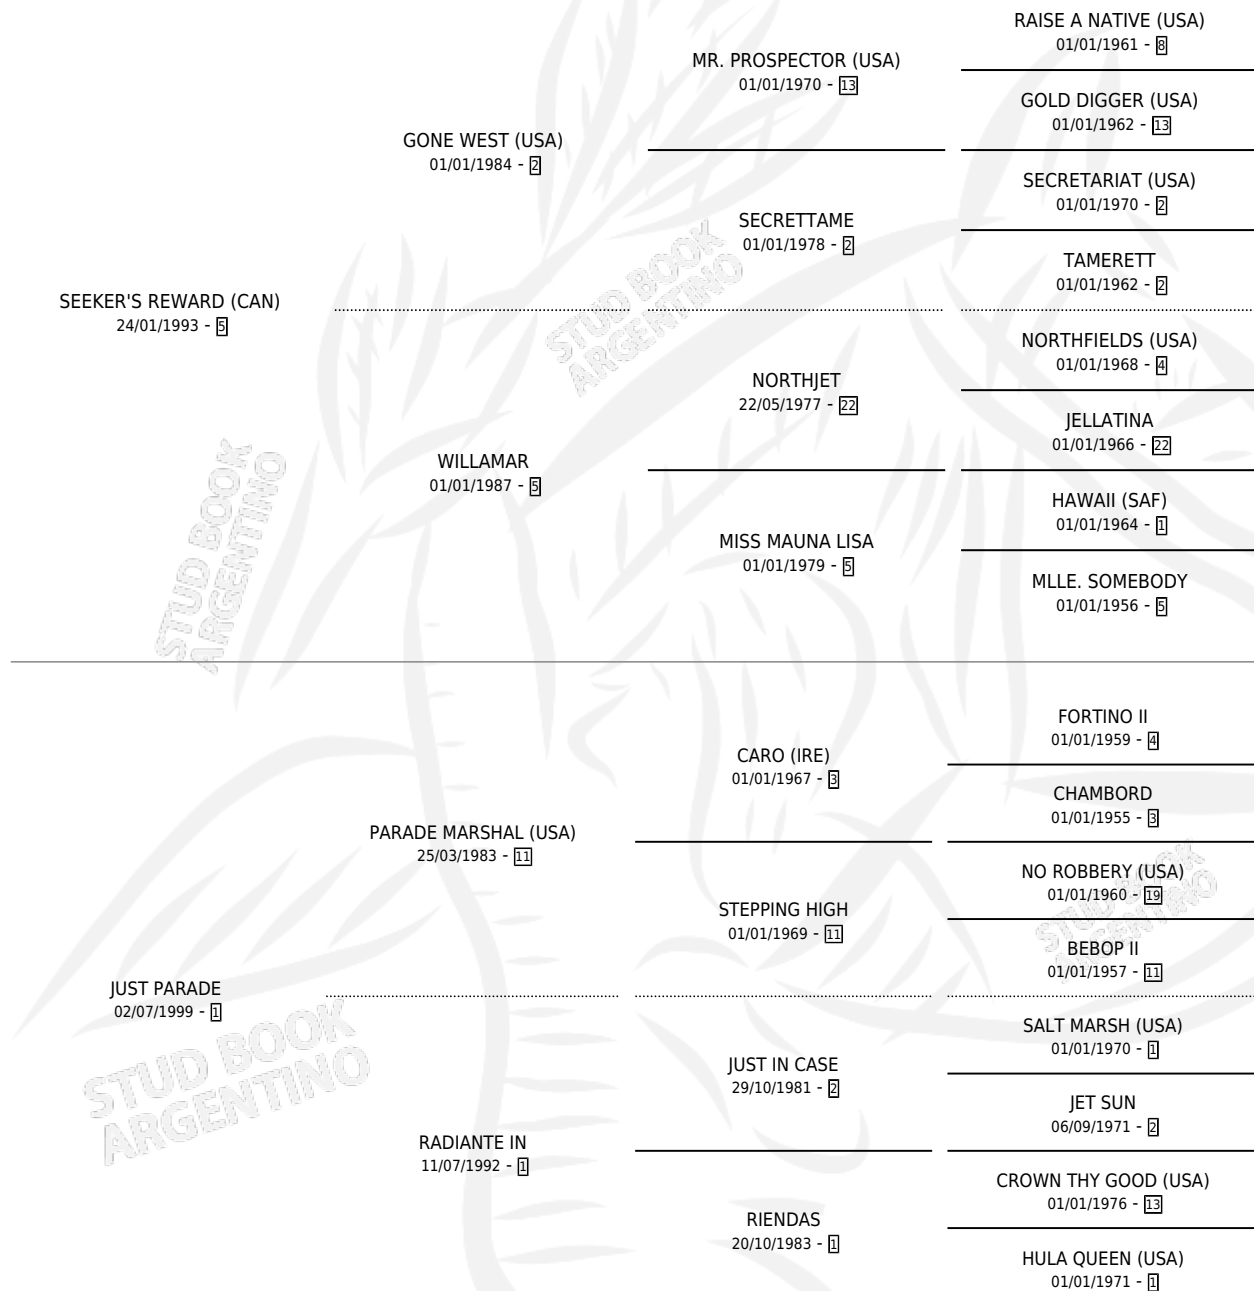 RAISE A NATIVE (USA)
01/01/1961 - 8
MR. PROSPECTOR (USA)
01/01/1970 - 13
GOLD DIGGER (USA)
01/01/1962 - 13
GONE WEST (USA)
01/01/1984 - 2
SECRETARIAT (USA)
01/01/1970 - 2
SECRETTAME
01/01/1978 - 2
TAMERETT
01/01/1962 - 2
SEEKER'S REWARD (CAN)
24/01/1993 - 5
STUD BOOK
ARGENTINO
NORTHFIELDS (USA)
01/01/1968 - 4
NORTHJET
22/05/1977 - 22
JELLATINA
01/01/1966 - 22
WILLAMAR
01/01/1987 - 5
HAWAII (SAF)
01/01/1964 - 1
MISS MAUNA LISA
01/01/1979 - 5
MLLE. SOMEBODY
01/01/1956 - 5
STUD BOOK
ARGENTINO
FORTINO II
01/01/1959 - 4
CARO (IRE)
01/01/1967 - 3
CHAMBORD
01/01/1955 - 3
PARADE MARSHAL (USA)
25/03/1983 - 11
NO ROBBERY (USA)
01/01/1960 - 19
STEPPING HIGH
01/01/1969 - 11
BEBOP II
01/01/1957 - 11
STUD BOOK
ARGENTINO
JUST PARADE
02/07/1999 - 1
SALT MARSH (USA)
01/01/1970 - 1
JUST IN CASE
29/10/1981 - 2
JET SUN
06/09/1971 - 2
STUD BOOK
ARGENTINO
RADIANTE IN
11/07/1992 - 1
CROWN THY GOOD (USA)
01/01/1976 - 13
RIENDAS
20/10/1983 - 1
HULA QUEEN (USA)
01/01/1971 - 1